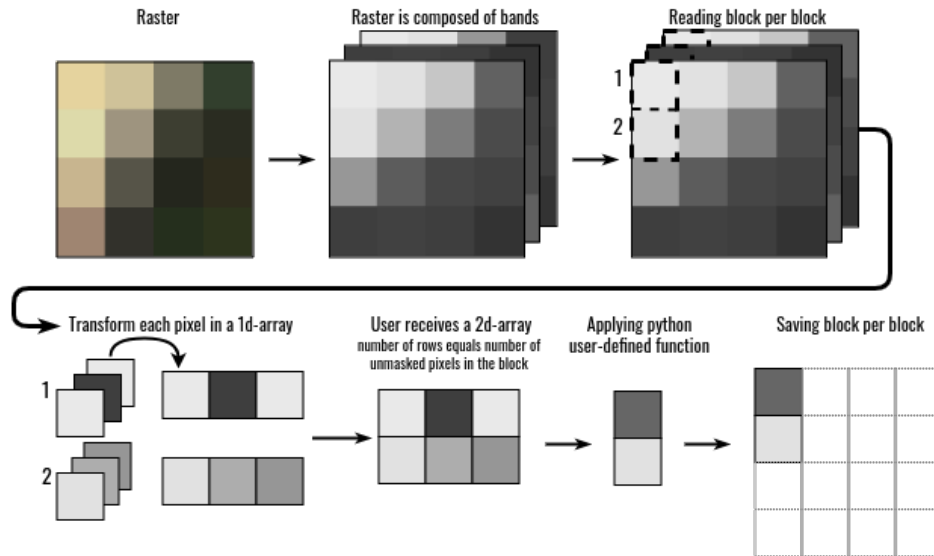 Raster
Raster is composed of bands
Reading block per block
1
2
Transform each pixel in a 1d-array
User receives a 2d-array
number of rows equals number of
unmasked pixels in the block
Applying python
user-defined function
Saving block per block
1
2